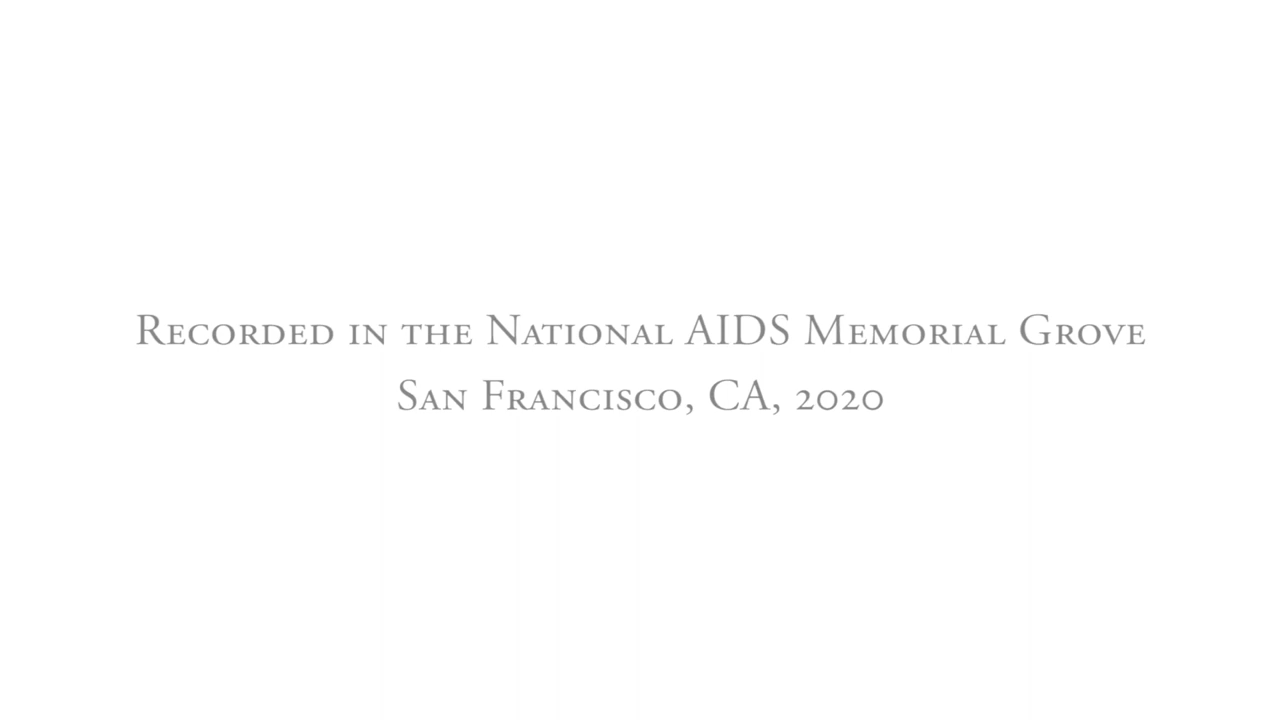 Recorded in the National AIDS Memorial Grove
San Francisco, CA, 2020